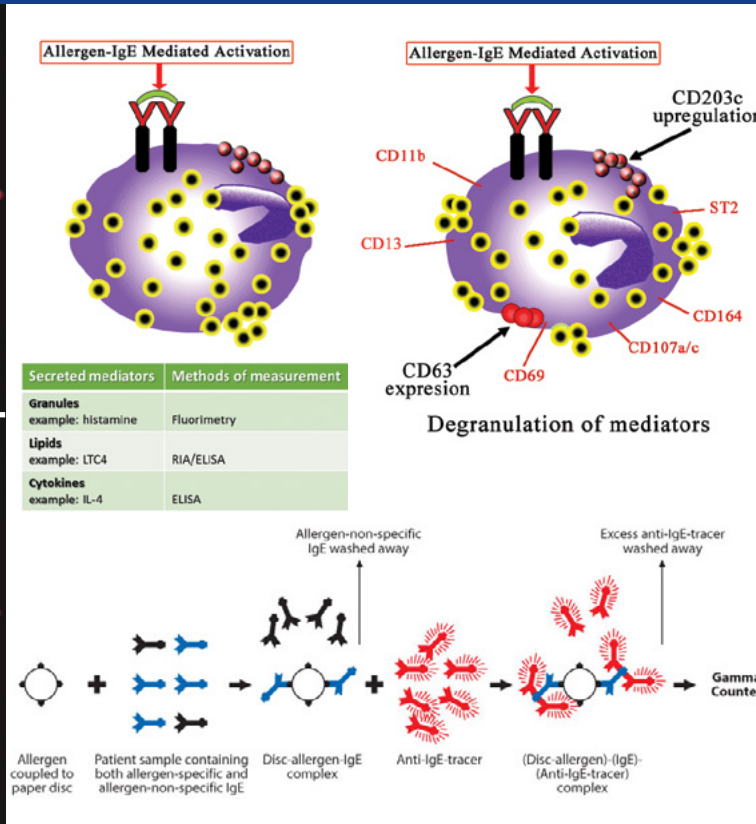 Allergen-IgE Mediated Activation
Allergen-IgE Mediated Activation
CD203c
upregulation
CD11b
ST2
CD13
CD164
CD107a/c
CD63
expresion
CD69
Degranulation of mediators
Secreted mediators Methods of measurement
Granules
example: histamine Fluorimetry
Lipids
example: LTC4 RIA/ELISA
Cytokines
example: IL-4 ELISA
Allergen-non-specific
IgE washed away
Excess anti-IgE-tracer
washed away
Gamma
Counte
Allergen
coupled to
paper disc
Patient sample containing
both allergen-specific and
allergen-non-specific IgE
Disc-allergen-IgE
complex
Anti-IgE-tracer
(Disc-allergen)-(IgE)-
(Anti-IgE-tracer)
complex